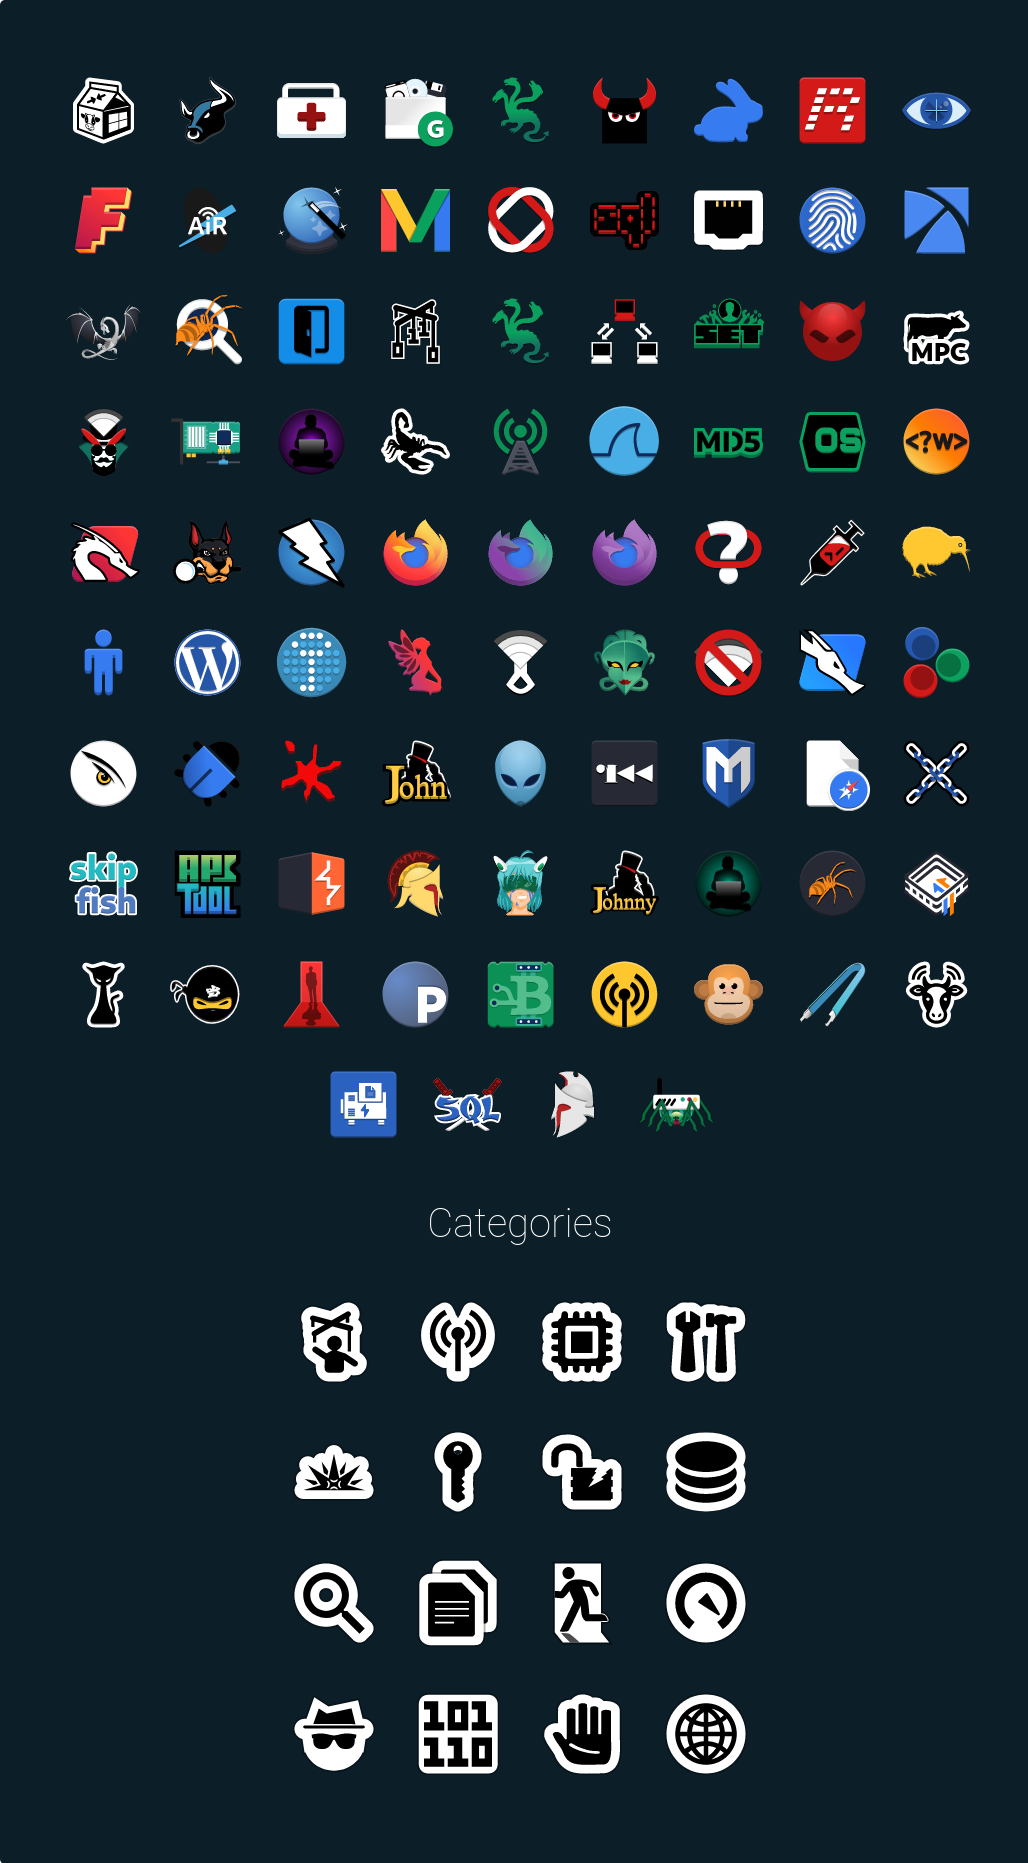 G
F
AiR
M
SET
MPC
MD5
OS
<?w>
?
W
John
M
skip
fish
APK
TOOL
Johnny
P
B
SQL
Categories
101
110